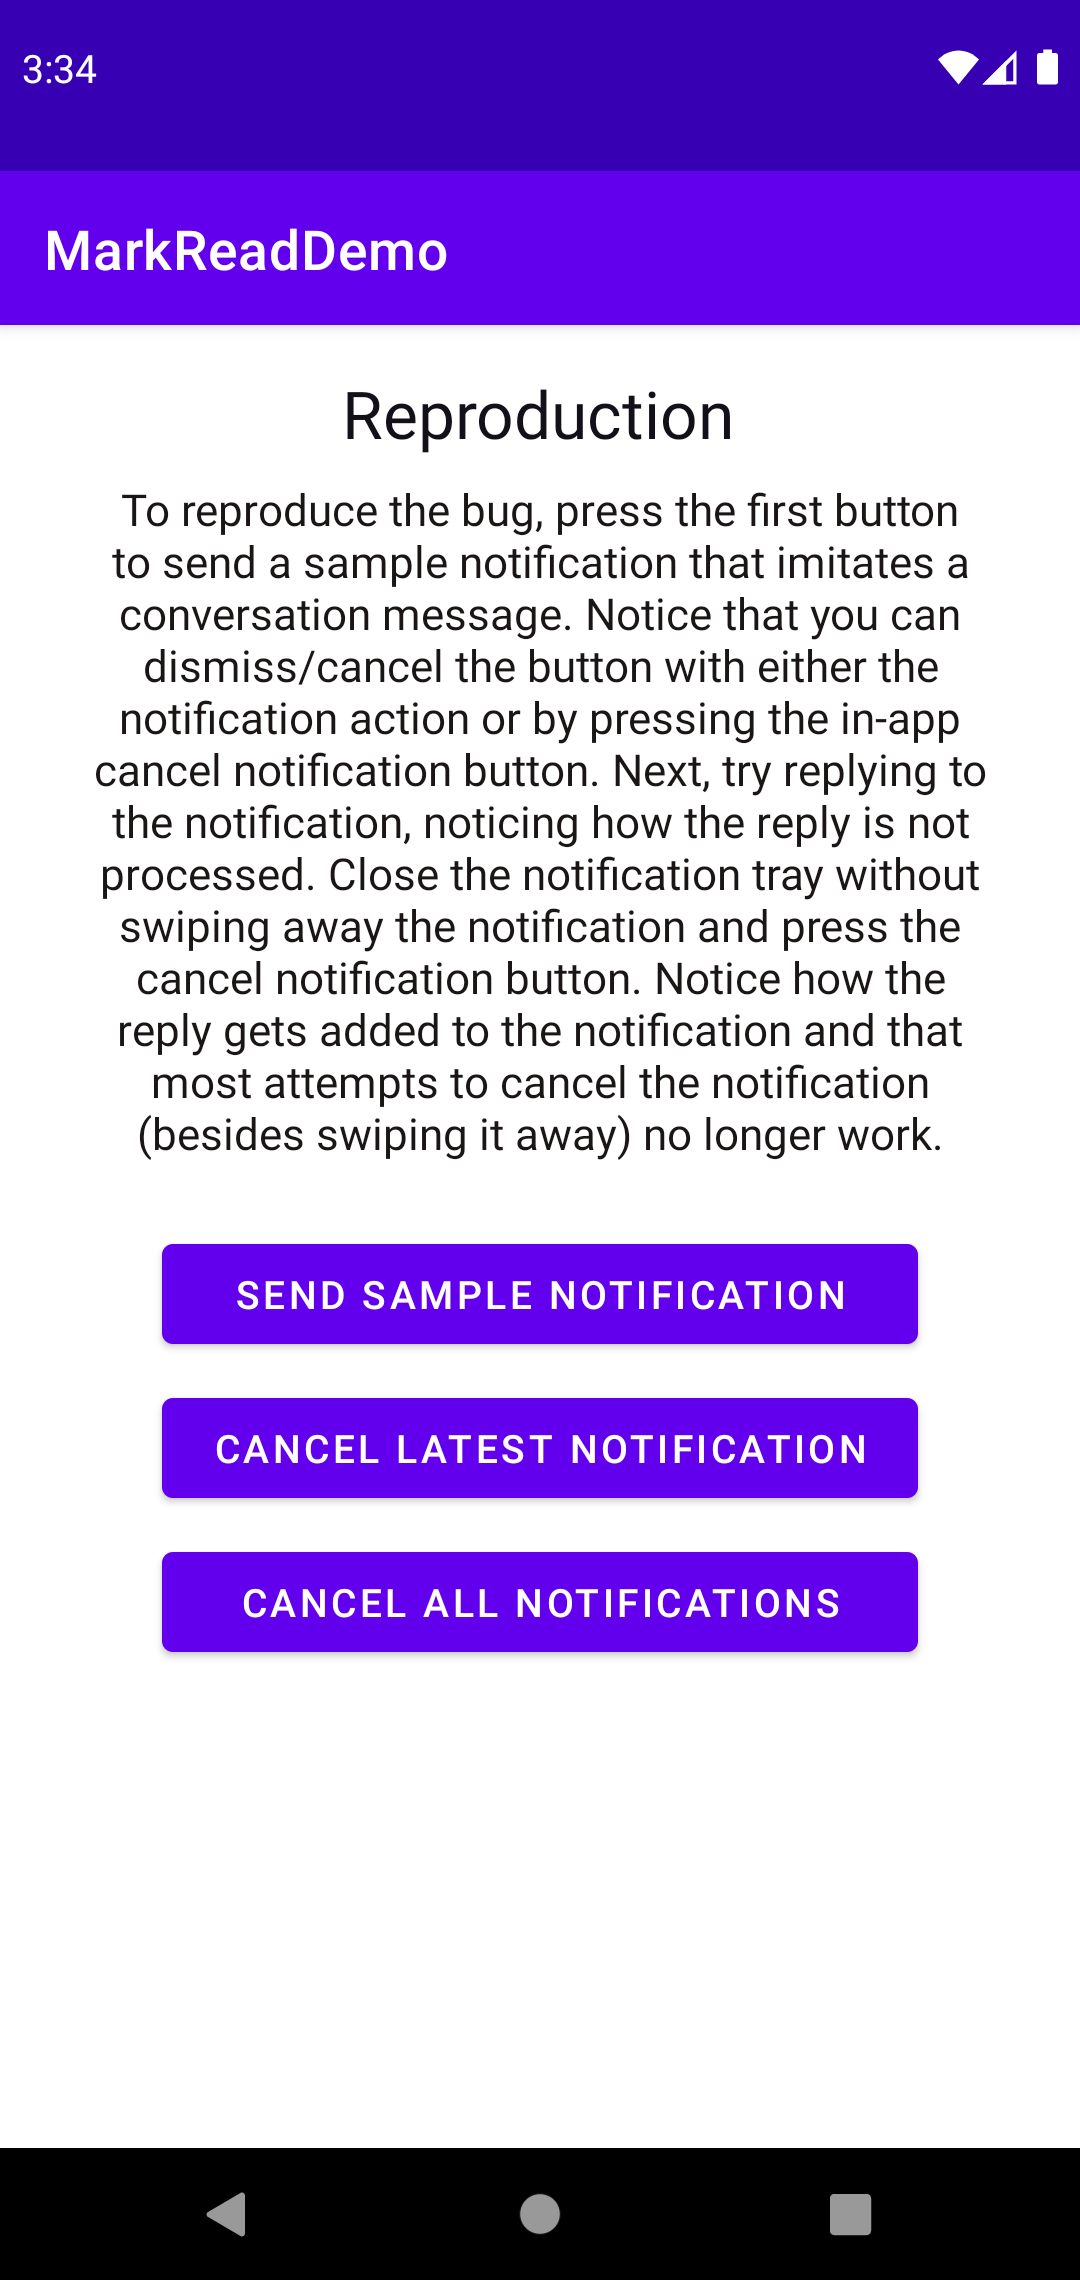 3:34
MarkReadDemo
Reproduction
To reproduce the bug, press the first button
to send a sample notification that imitates a
conversation message. Notice that you can
dismiss/cancel the button with either the
notification action or by pressing the in-app
cancel notification button. Next, try replying to
the notification, noticing how the reply is not
processed. Close the notification tray without
swiping away the notification and press the
cancel notification button. Notice how the
reply gets added to the notification and that
most attempts to cancel the notification
(besides swiping it away) no longer work.
SEND SAMPLE NOTIFICATION
CANCEL LATEST NOTIFICATION
CANCEL ALL NOTIFICATIONS